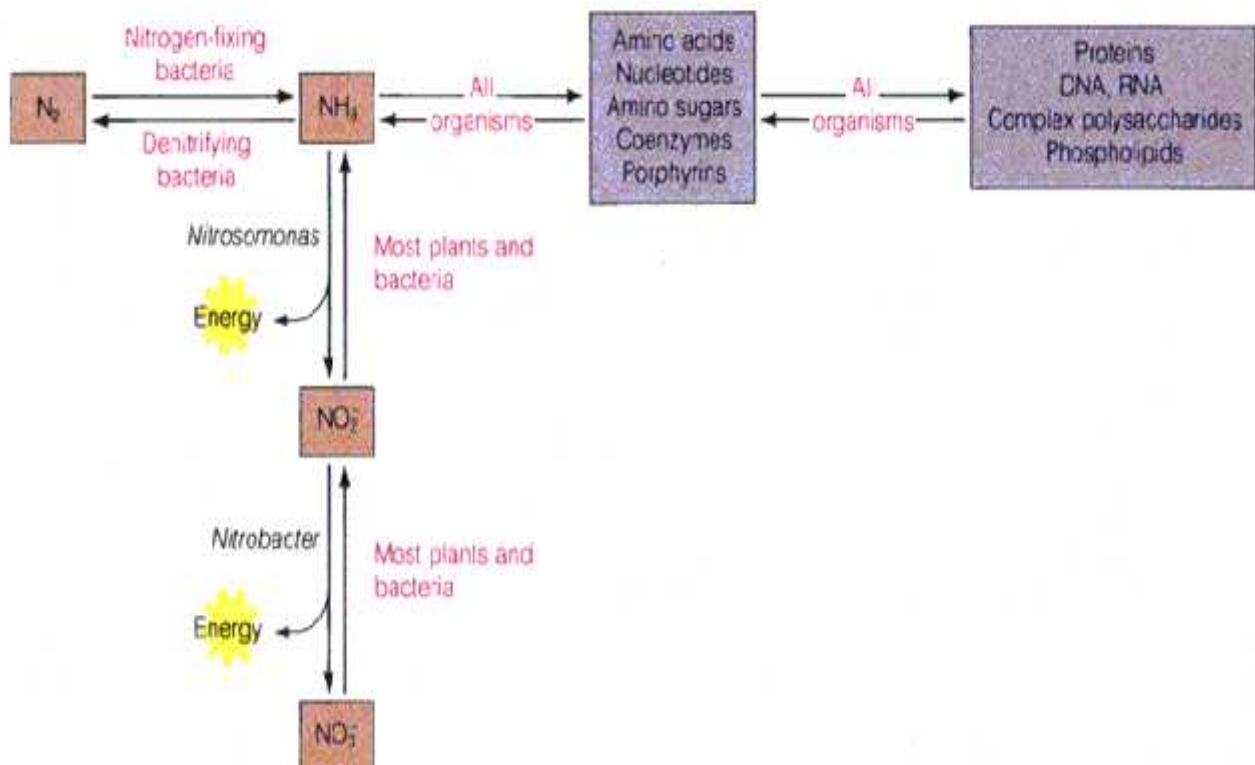 Nitrogen-fixing
bacteria
N₂
NH₃
Denitrifying
bacteria
All
organisms
Amino acids
Nucleotides
Amino sugars
Coenzymes
Porphyrins
All
organisms
Proteins
DNA, RNA
Complex polysaccharides
Phospholipids
Nitrosomonas
Energy
Most plants and
bacteria
NO₂⁻
Nitrobacter
Energy
Most plants and
bacteria
NO₃⁻